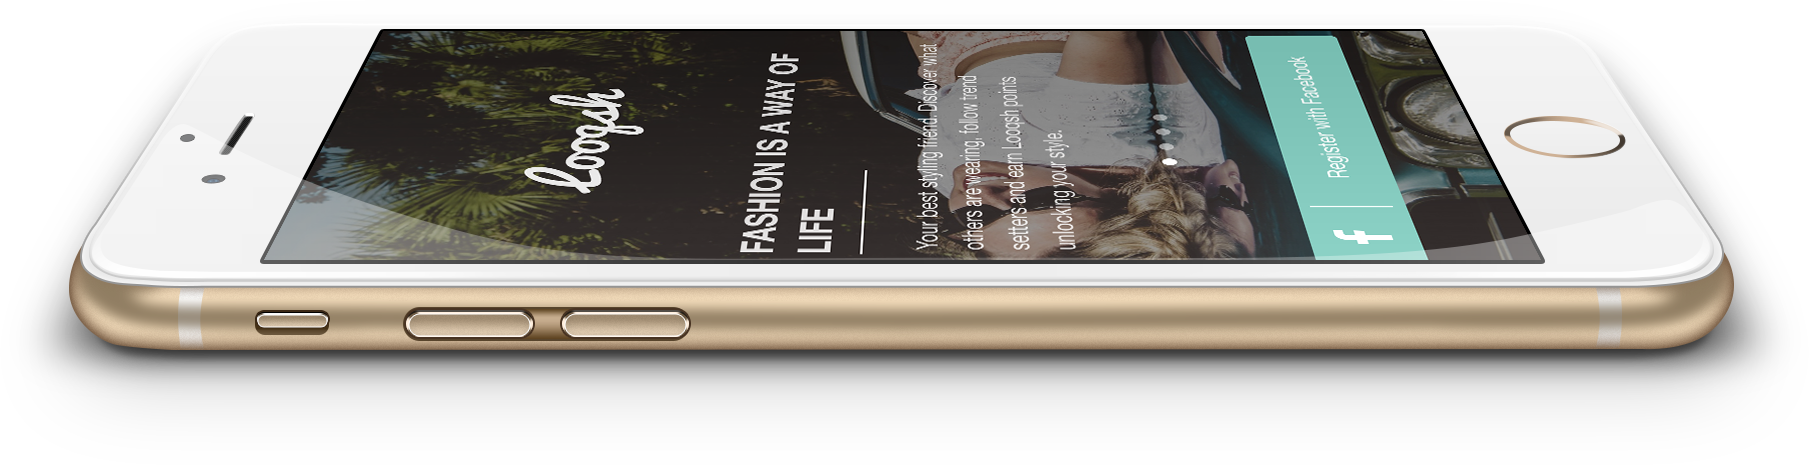 Looqsh
FASHION IS A WAY OF
LIFE
Your best styling friend. Discover what
others are wearing, follow trend
setters and earn Looqsh points
unlocking your style.
f
Register with Facebook